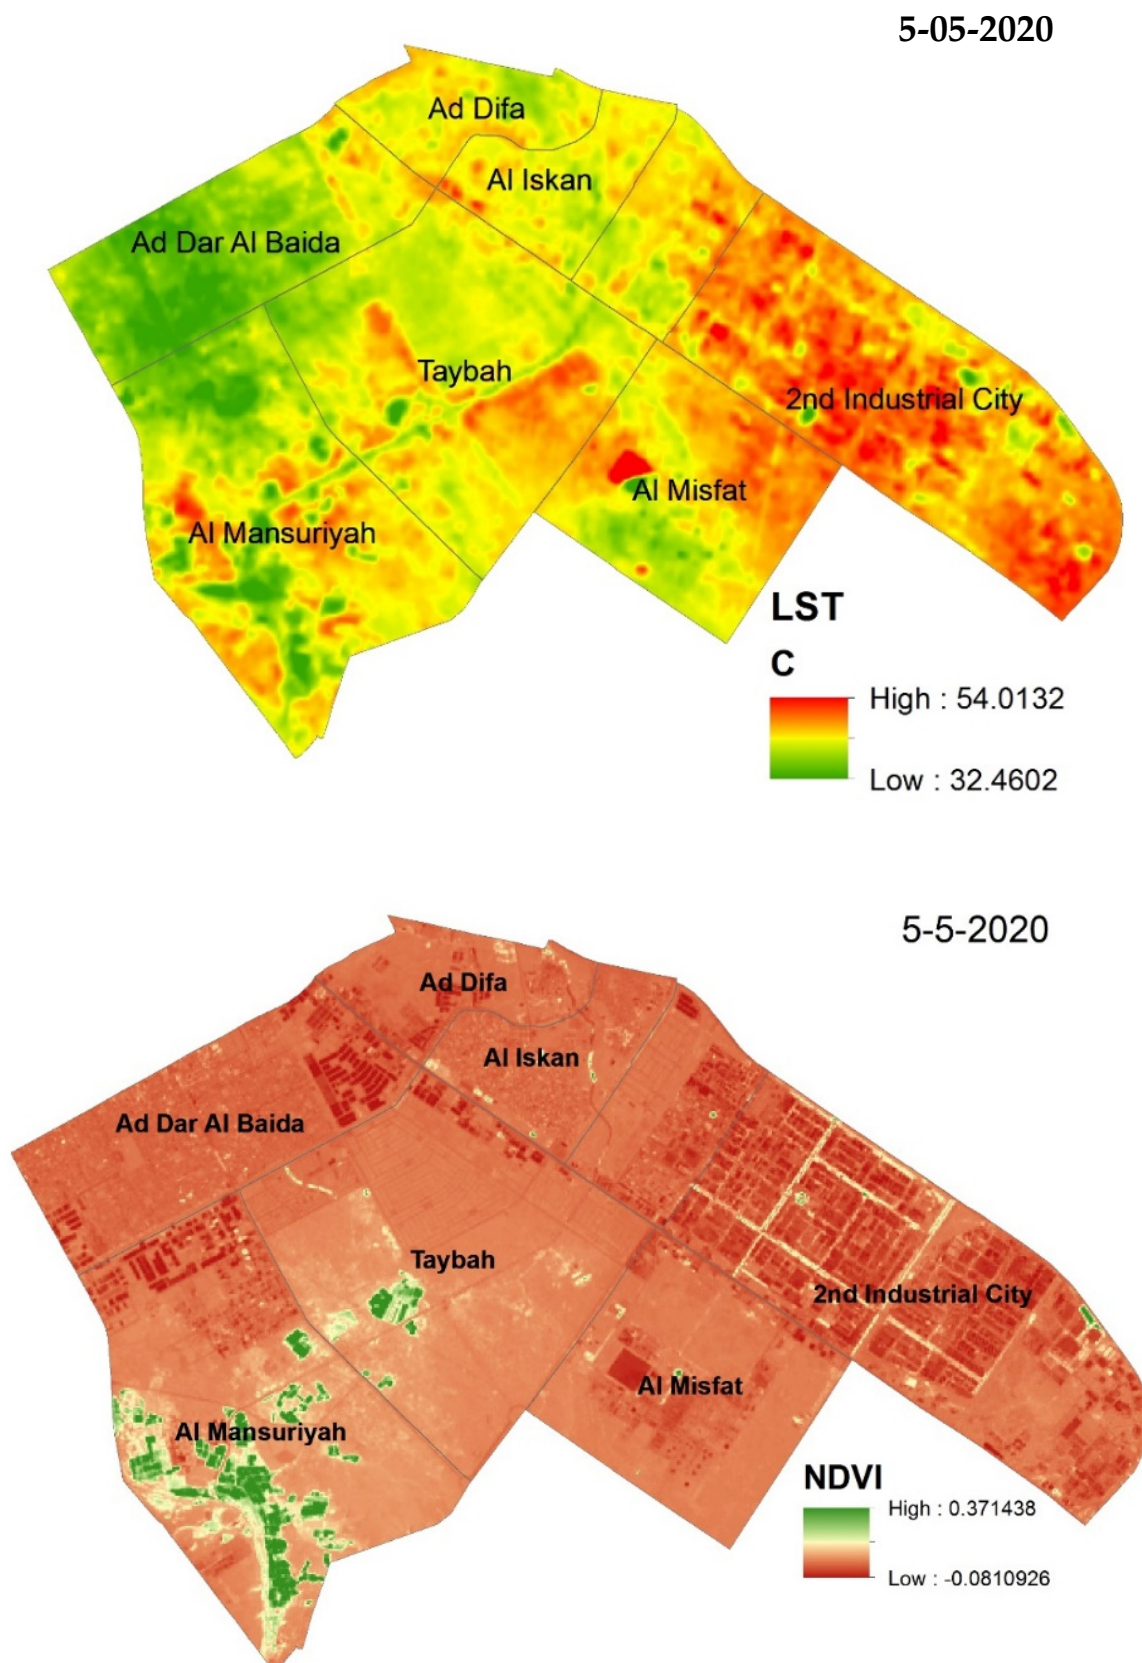 5-05-2020
Ad Difa
Al Iskan
Ad Dar Al Baida
Taybah
2nd Industrial City
Al Misfat
Al Mansuriyah
LST
C
High : 54.0132
Low : 32.4602
5-5-2020
Ad Difa
Al Iskan
Ad Dar Al Baida
Taybah
2nd Industrial City
Al Misfat
Al Mansuriyah
NDVI
High : 0.371438
Low : -0.0810926